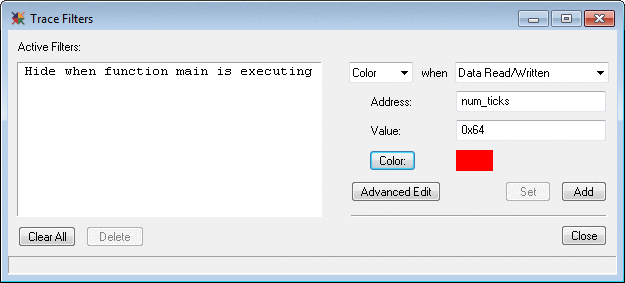 Trace Filters
Active Filters:
Hide when function main is executing
Color when Data Read/Written
Address: num_ticks
Value: 0x64
Color:
Advanced Edit Set Add
Clear All Delete Close